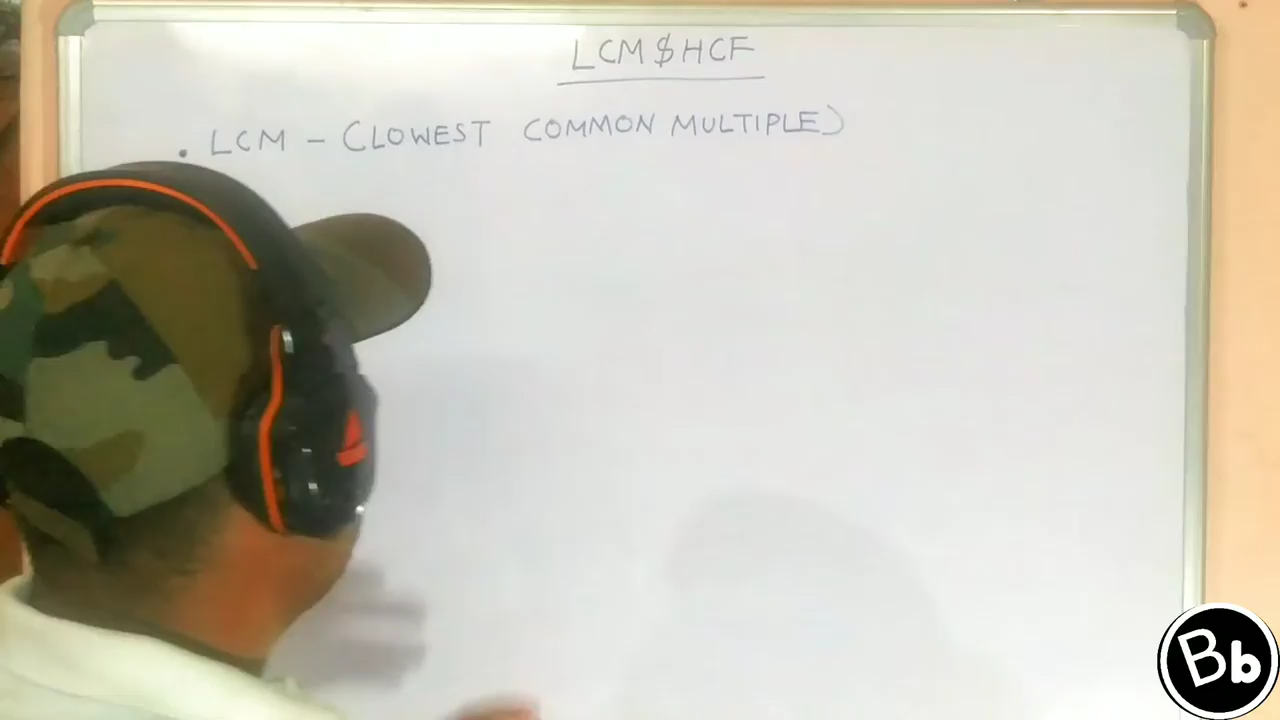 LCM $ HCF
. LCM - (LOWEST COMMON MULTIPLE)
Bb